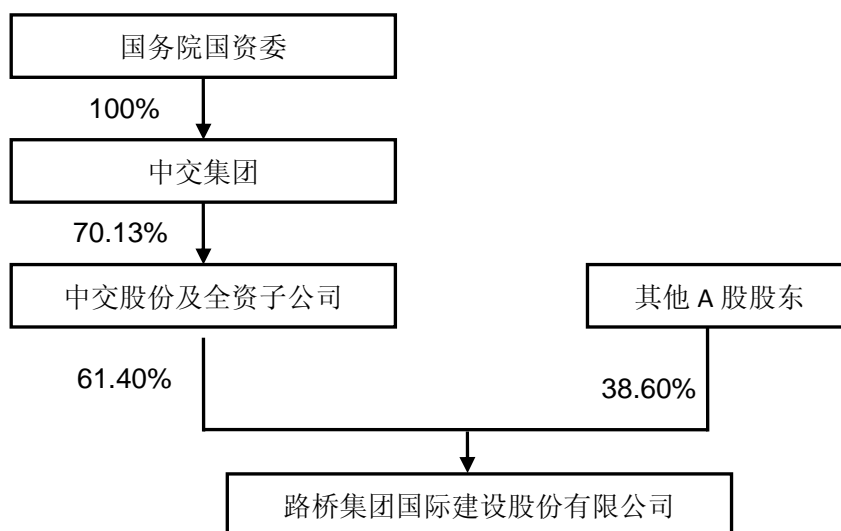 国务院国资委
100%
中交集团
70.13%
中交股份及全资子公司
其他 A 股股东
61.40%
38.60%
路桥集团国际建设股份有限公司